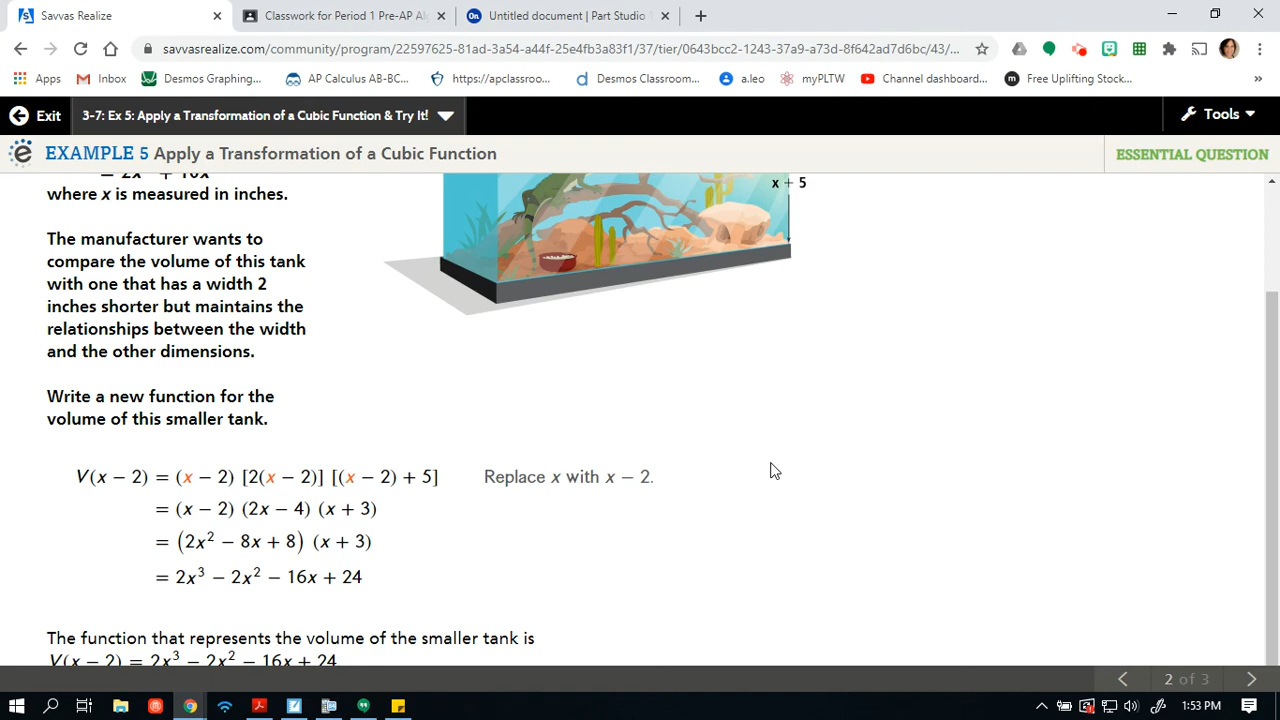 Savvas Realize
Classwork for Period 1 Pre-AP Al
On Untitled document | Part Studio
savvasrealize.com/community/program/22597625-81ad-3a54-a44f-25e4fb3a83f1/37/tier/0643bcc2-1243-37a9-a73d-8f642ad7d6bc/43/...
Apps
Inbox
Desmos Graphing...
AP Calculus AB-BC...
https://apclassroo...
Desmos Classroom...
a.leo
myPLTW
Channel dashboard...
Free Uplifting Stock...
»
Exit
3-7: Ex 5: Apply a Transformation of a Cubic Function & Try It!
Tools
EXAMPLE 5 Apply a Transformation of a Cubic Function
ESSENTIAL QUESTION
x + 5
where x is measured in inches.
The manufacturer wants to
compare the volume of this tank
with one that has a width 2
inches shorter but maintains the
relationships between the width
and the other dimensions.
Write a new function for the
volume of this smaller tank.
V(x − 2) = (x − 2) [2(x − 2)] [(x − 2) + 5] Replace x with x − 2.
= (x − 2) (2x − 4) (x + 3)
= (2x² − 8x + 8) (x + 3)
= 2x³ − 2x² − 16x + 24
The function that represents the volume of the smaller tank is
V(x − 2) = 2x³ − 2x² − 16x + 24
2 of 3
1:53 PM